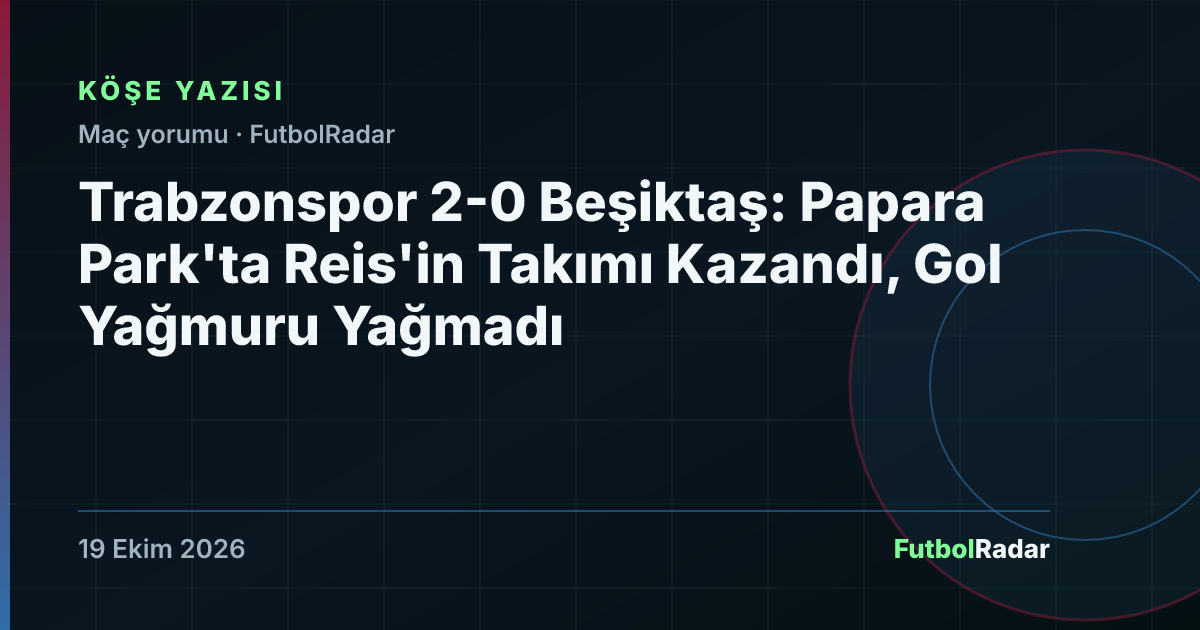 KÖŞE YAZISI
Maç yorumu · FutbolRadar
Trabzonspor 2-0 Beşiktaş: Papara
Park'ta Reis'in Takımı Kazandı, Gol
Yağmuru Yağmadı
19 Ekim 2026
FutbolRadar